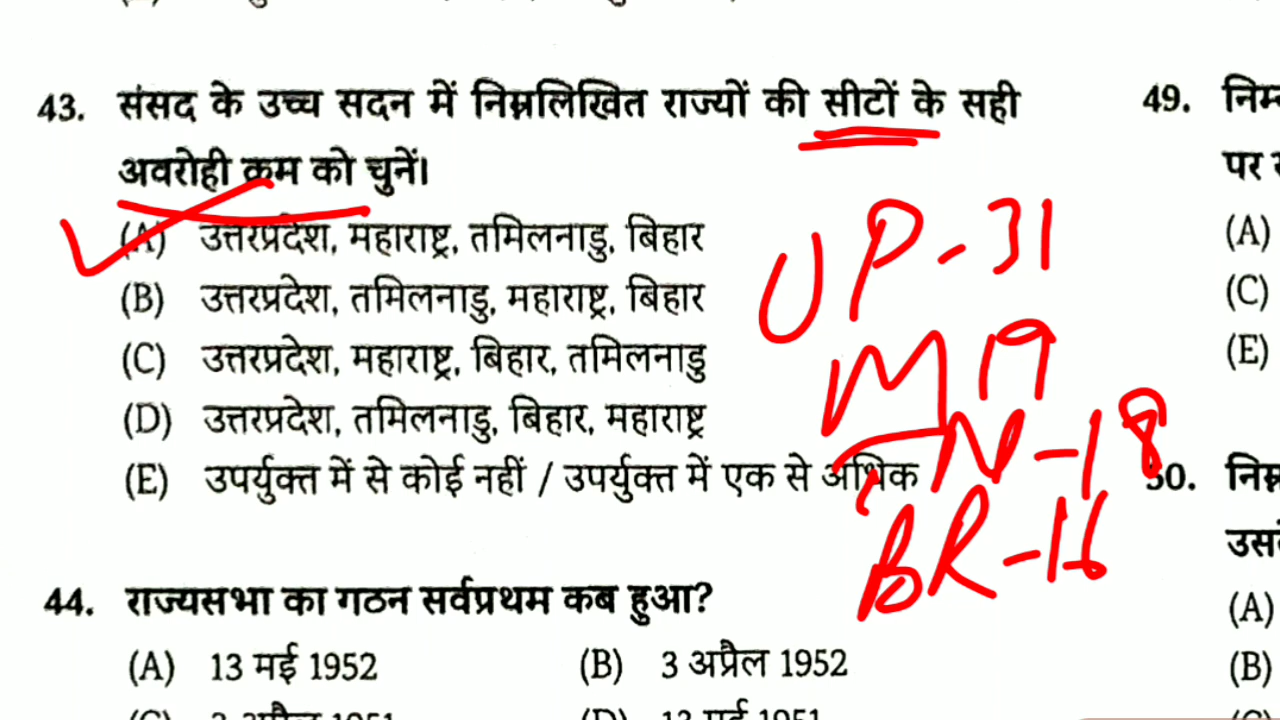 43. संसद के उच्च सदन में निम्नलिखित राज्यों की सीटों के सही
अवरोही क्रम को चुनें।
(A) उत्तरप्रदेश, महाराष्ट्र, तमिलनाडु, बिहार
(B) उत्तरप्रदेश, तमिलनाडु, महाराष्ट्र, बिहार
(C) उत्तरप्रदेश, महाराष्ट्र, बिहार, तमिलनाडु
(D) उत्तरप्रदेश, तमिलनाडु, बिहार, महाराष्ट्र
(E) उपर्युक्त में से कोई नहीं / उपर्युक्त में एक से अधिक
UP-31
M 19
TN-18
BR-16
44. राज्यसभा का गठन सर्वप्रथम कब हुआ?
(A) 13 मई 1952
(B) 3 अप्रैल 1952
49.
पर
(A)
(C)
(E)
50.
(A)
(B)